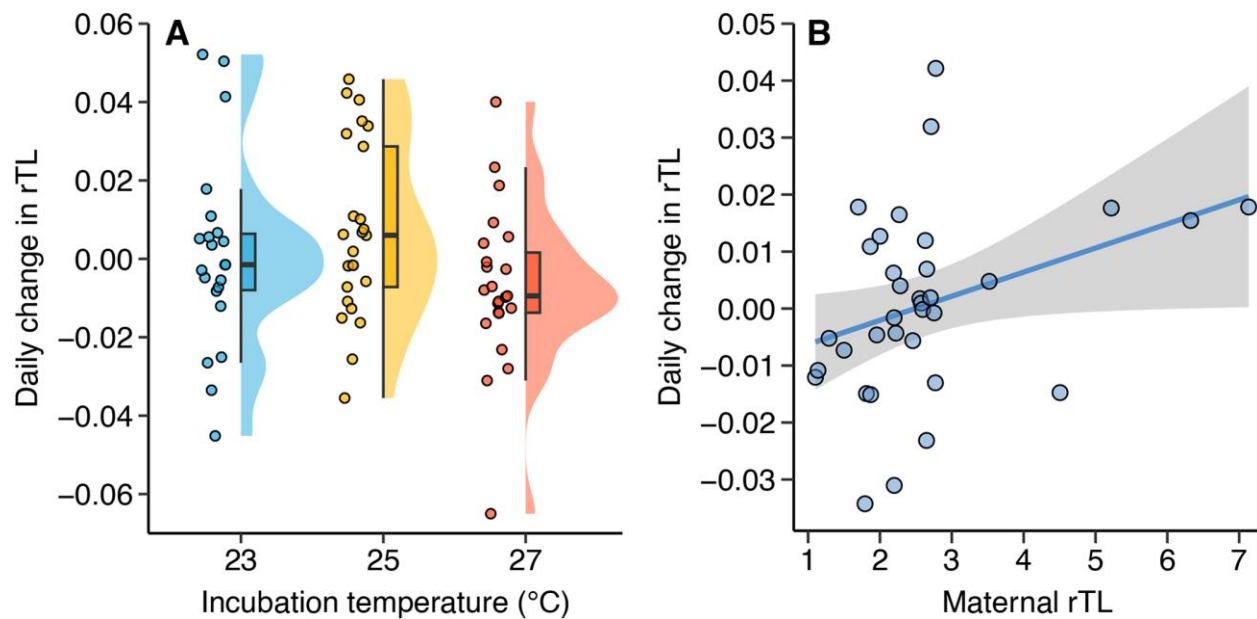 A
Daily change in rTL
0.06
0.04
0.02
0.00
−0.02
−0.04
−0.06
23
25
27
Incubation temperature (°C)
B
Daily change in rTL
0.05
0.04
0.03
0.02
0.01
0.00
−0.01
−0.02
−0.03
1 2 3 4 5 6 7
Maternal rTL